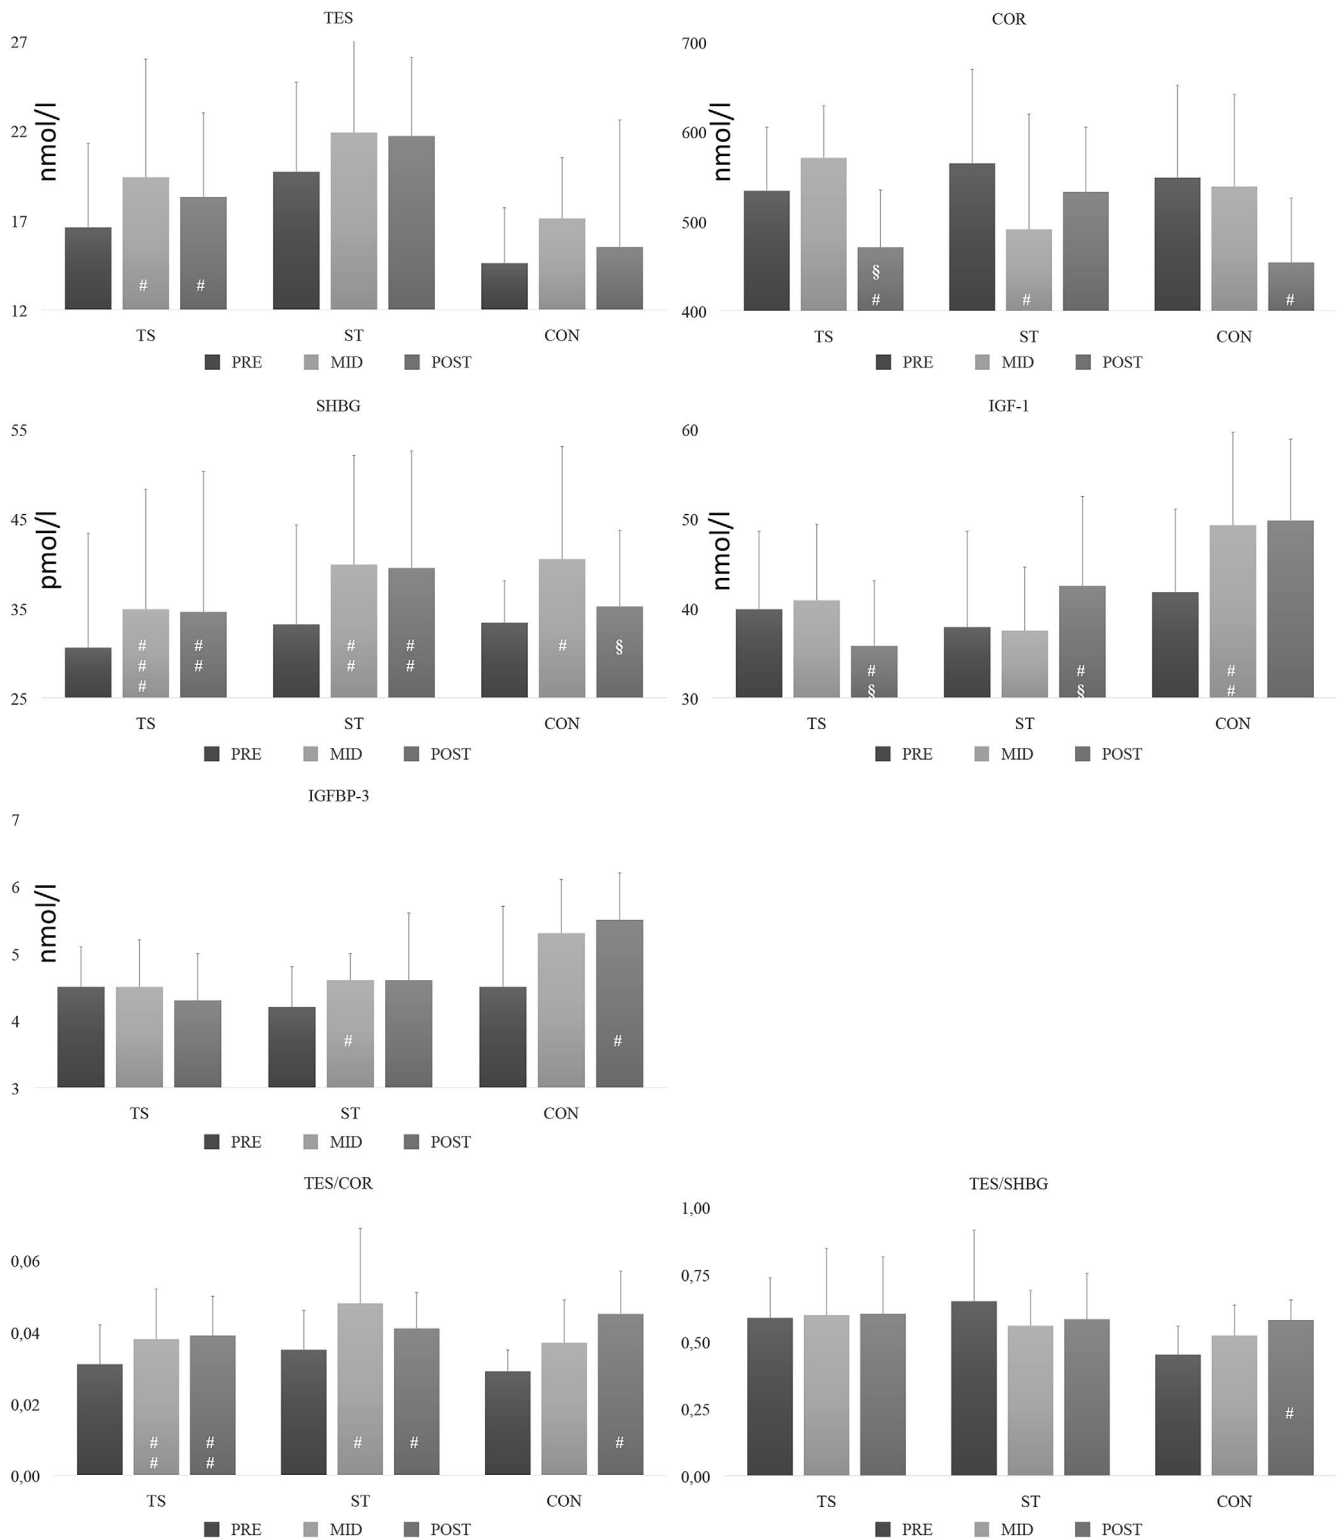 TES
27
22
17
12
nmol/l
# #
TS ST CON
PRE MID POST
COR
700
600
500
400
nmol/l
§
# # #
TS ST CON
PRE MID POST
SHBG
55
45
35
25
pmol/l
# # # # # §
# # # #
#
TS ST CON
PRE MID POST
IGF-1
60
50
40
30
nmol/l
# # #
§ § #
TS ST CON
PRE MID POST
IGFBP-3
7
6
5
4
3
nmol/l
# #
TS ST CON
PRE MID POST
TES/COR
0,06
0,04
0,02
0,00
# # # # #
# #
TS ST CON
PRE MID POST
TES/SHBG
1,00
0,75
0,50
0,25
0,00
#
TS ST CON
PRE MID POST